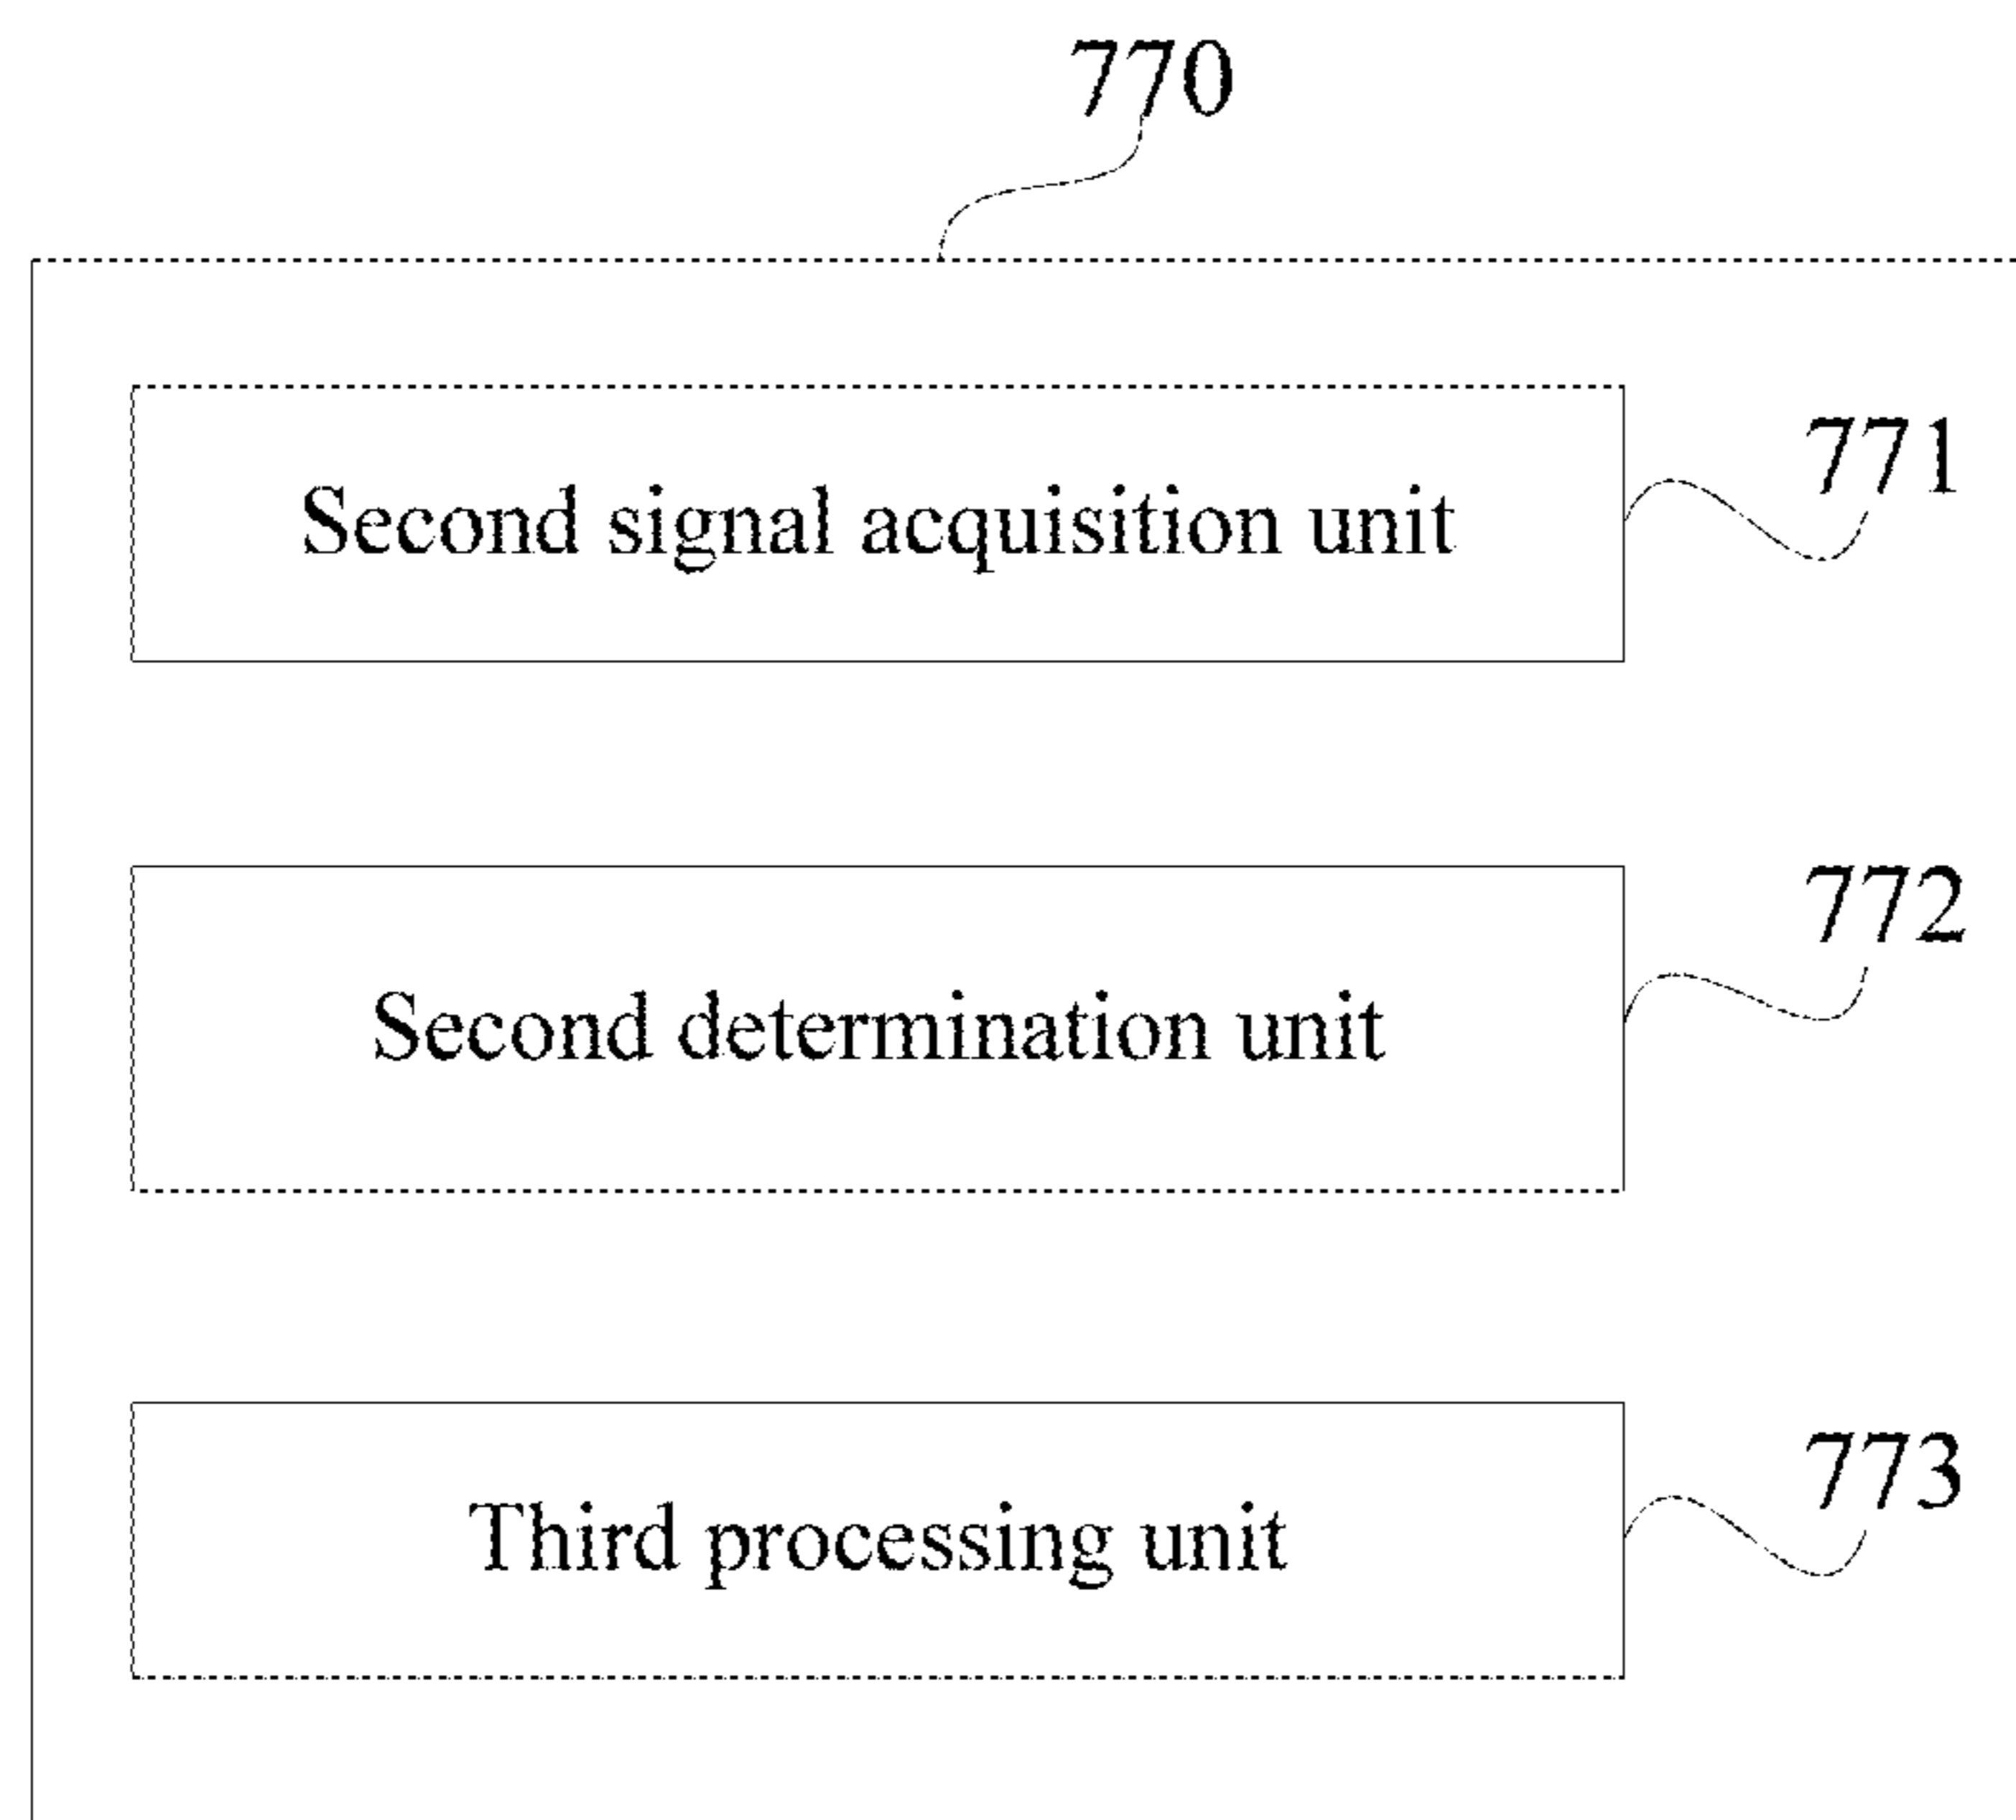 770
Second signal acquisition unit
771
Second determination unit
772
Third processing unit
773